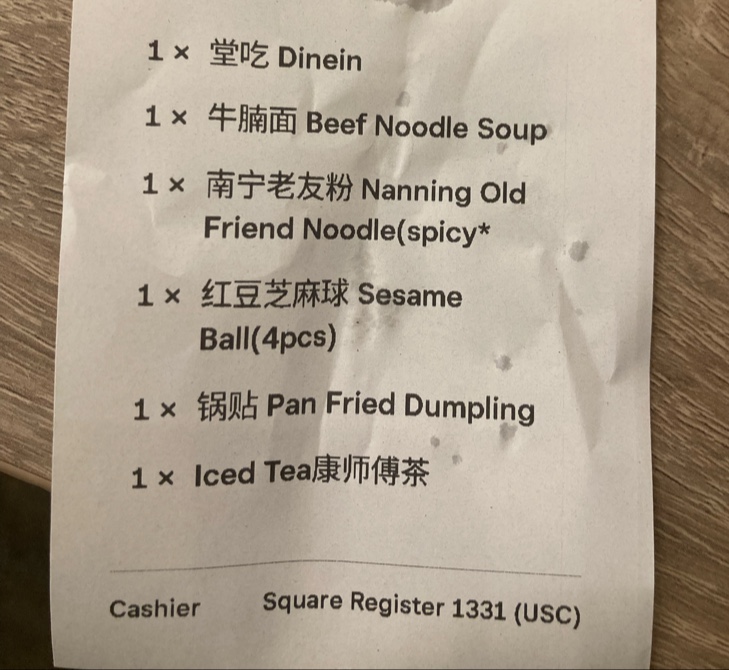 1 × 堂吃 Dinein
1 × 牛腩面 Beef Noodle Soup
1 × 南宁老友粉 Nanning Old
Friend Noodle(spicy*
1 × 红豆芝麻球 Sesame
Ball(4pcs)
1 × 锅贴 Pan Fried Dumpling
1 × Iced Tea康师傅茶
Cashier Square Register 1331 (USC)